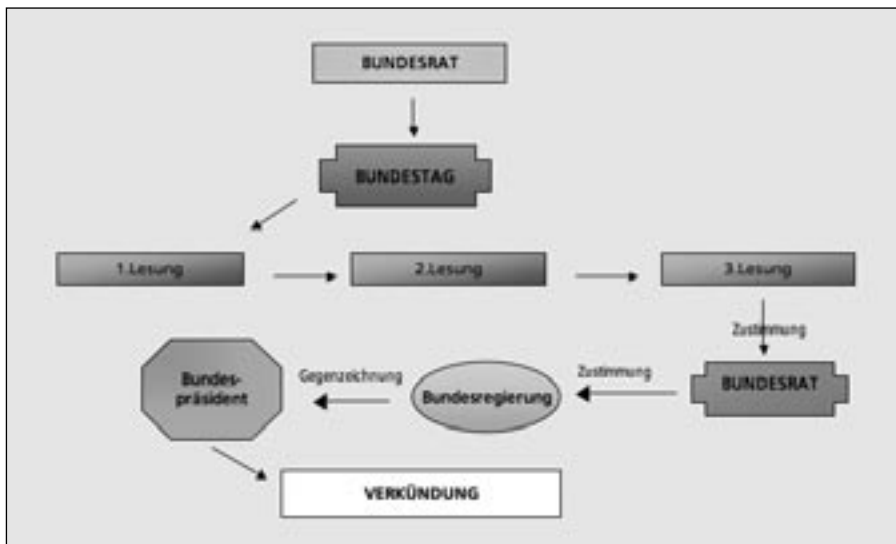 BUNDESRAT
BUNDESTAG
1.Lesung
2.Lesung
3.Lesung
Zustimmung
BUNDESRAT
Zustimmung
Bundesregierung
Gegenzeichnung
Bundes-
präsident
VERKÜNDUNG